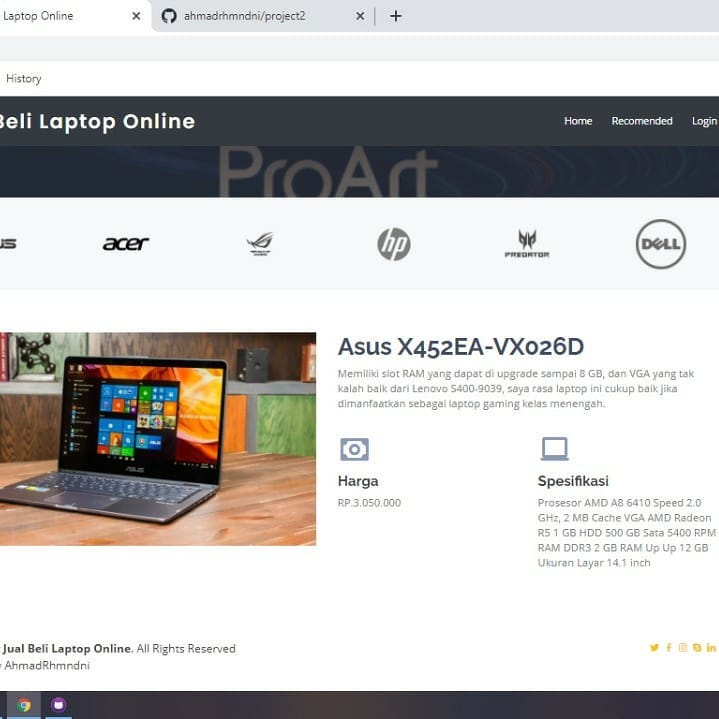 Laptop Online
ahmadrhmndni/project2
History
Beli Laptop Online
Home Recomended Login
ProArt
acer
REPUBLIC OF GAMERS
hp
PREDATOR
DELL
Asus X452EA-VX026D
Memiliki slot RAM yang dapat di upgrade sampai 8 GB, dan VGA yang tak
kalah baik dari Lenovo S400-9039, saya rasa laptop ini cukup baik jika
dimanfaatkan sebagai laptop gaming kelas menengah.
ASUS
Harga
RP.3.050.000
Spesifikasi
Prosesor AMD A8 6410 Speed 2.0
GHz, 2 MB Cache VGA AMD Radeon
R5 1 GB HDD 500 GB Sata 5400 RPM
RAM DDR3 2 GB RAM Up Up 12 GB
Ukuran Layar 14.1 inch
Jual Beli Laptop Online. All Rights Reserved
AhmadRhmndni